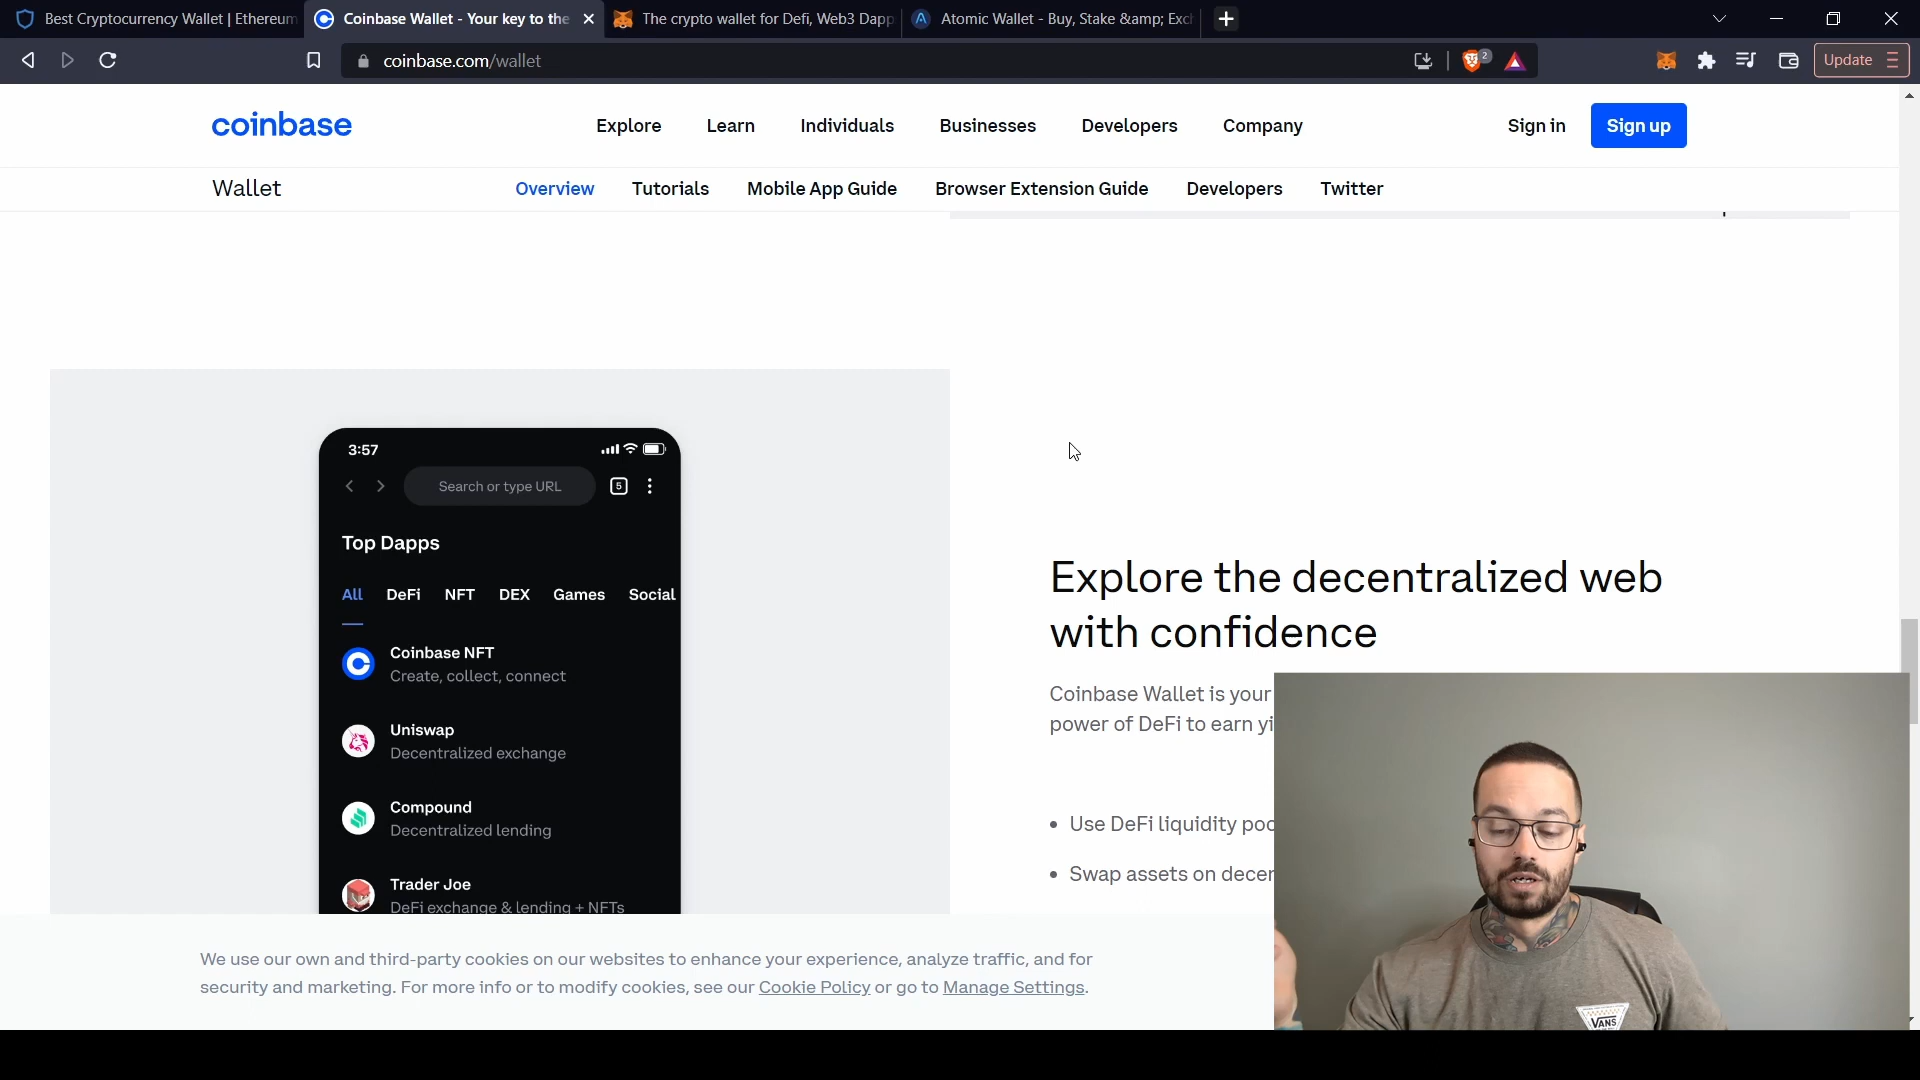 Best Cryptocurrency Wallet | Ethereum
Coinbase Wallet - Your key to the
The crypto wallet for Defi, Web3 Dapp
Atomic Wallet - Buy, Stake &amp; Exc
coinbase.com/wallet
2
Update
coinbase
Explore
Learn
Individuals
Businesses
Developers
Company
Sign in
Sign up
Wallet
Overview
Tutorials
Mobile App Guide
Browser Extension Guide
Developers
Twitter
3:57
Search or type URL
5
Top Dapps
All
DeFi
NFT
DEX
Games
Social
Coinbase NFT
Create, collect, connect
Uniswap
Decentralized exchange
Compound
Decentralized lending
Trader Joe
DeFi exchange & lending + NFTs
Explore the decentralized web
with confidence
Coinbase Wallet is your
power of DeFi to earn yi
• Use DeFi liquidity poo
• Swap assets on decen
We use our own and third-party cookies on our websites to enhance your experience, analyze traffic, and for
security and marketing. For more info or to modify cookies, see our Cookie Policy or go to Manage Settings.
VANS